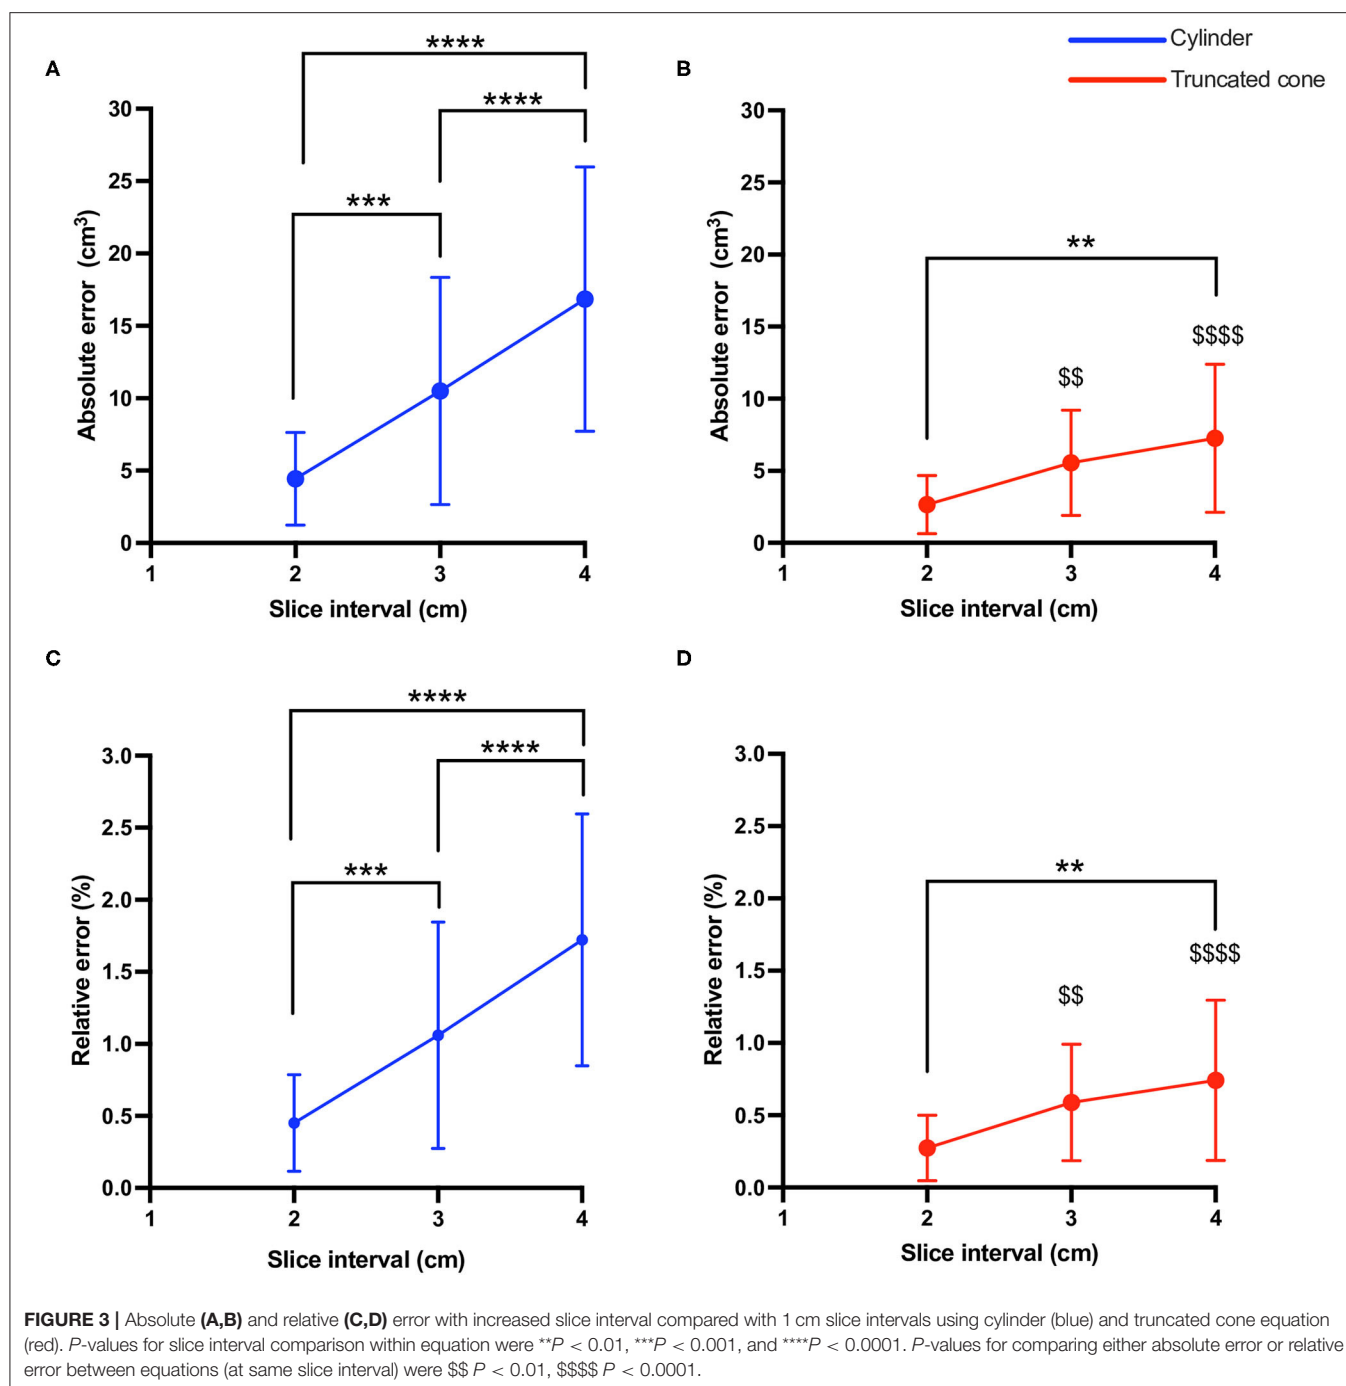 Cylinder
Truncated cone
A
****
****
***
30
25
20
15
10
5
0
Absolute error (cm³)
1 2 3 4
Slice interval (cm)
B
**
$$
$$$$
30
25
20
15
10
5
0
Absolute error (cm³)
1 2 3 4
Slice interval (cm)
C
****
****
***
3.0
2.5
2.0
1.5
1.0
0.5
0.0
Relative error (%)
1 2 3 4
Slice interval (cm)
D
**
$$
$$$$
3.0
2.5
2.0
1.5
1.0
0.5
0.0
Relative error (%)
1 2 3 4
Slice interval (cm)
FIGURE 3 | Absolute (A,B) and relative (C,D) error with increased slice interval compared with 1 cm slice intervals using cylinder (blue) and truncated cone equation
(red). P-values for slice interval comparison within equation were **P < 0.01, ***P < 0.001, and ****P < 0.0001. P-values for comparing either absolute error or relative
error between equations (at same slice interval) were $$ P < 0.01, $$$$ P < 0.0001.